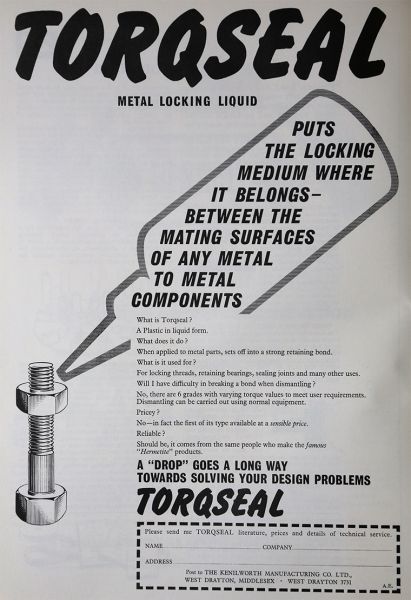 TORQSEAL
METAL LOCKING LIQUID
PUTS
THE LOCKING
MEDIUM WHERE
IT BELONGS—
BETWEEN THE
MATING SURFACES
OF ANY METAL
TO METAL
COMPONENTS
What is Torqseal?
A Plastic in liquid form.
What does it do?
When applied to metal parts, sets off into a strong retaining bond.
What is it used for?
For locking threads, retaining bearings, sealing joints and many other uses.
Will I have difficulty in breaking a bond when dismantling?
No, there are 6 grades with varying torque values to meet user requirements.
Dismantling can be carried out using normal equipment.
Pricey?
No—in fact the first of its type available at a sensible price.
Reliable?
Should be, it comes from the same people who make the famous
"Hermetite" products.
A "DROP" GOES A LONG WAY
TOWARDS SOLVING YOUR DESIGN PROBLEMS
TORQSEAL
Please send me TORQSEAL literature, prices and details of technical service.
NAME COMPANY
ADDRESS
Post to THE KENILWORTH MANUFACTURING CO. LTD.,
WEST DRAYTON, MIDDLESEX · WEST DRAYTON 3731
A.E.